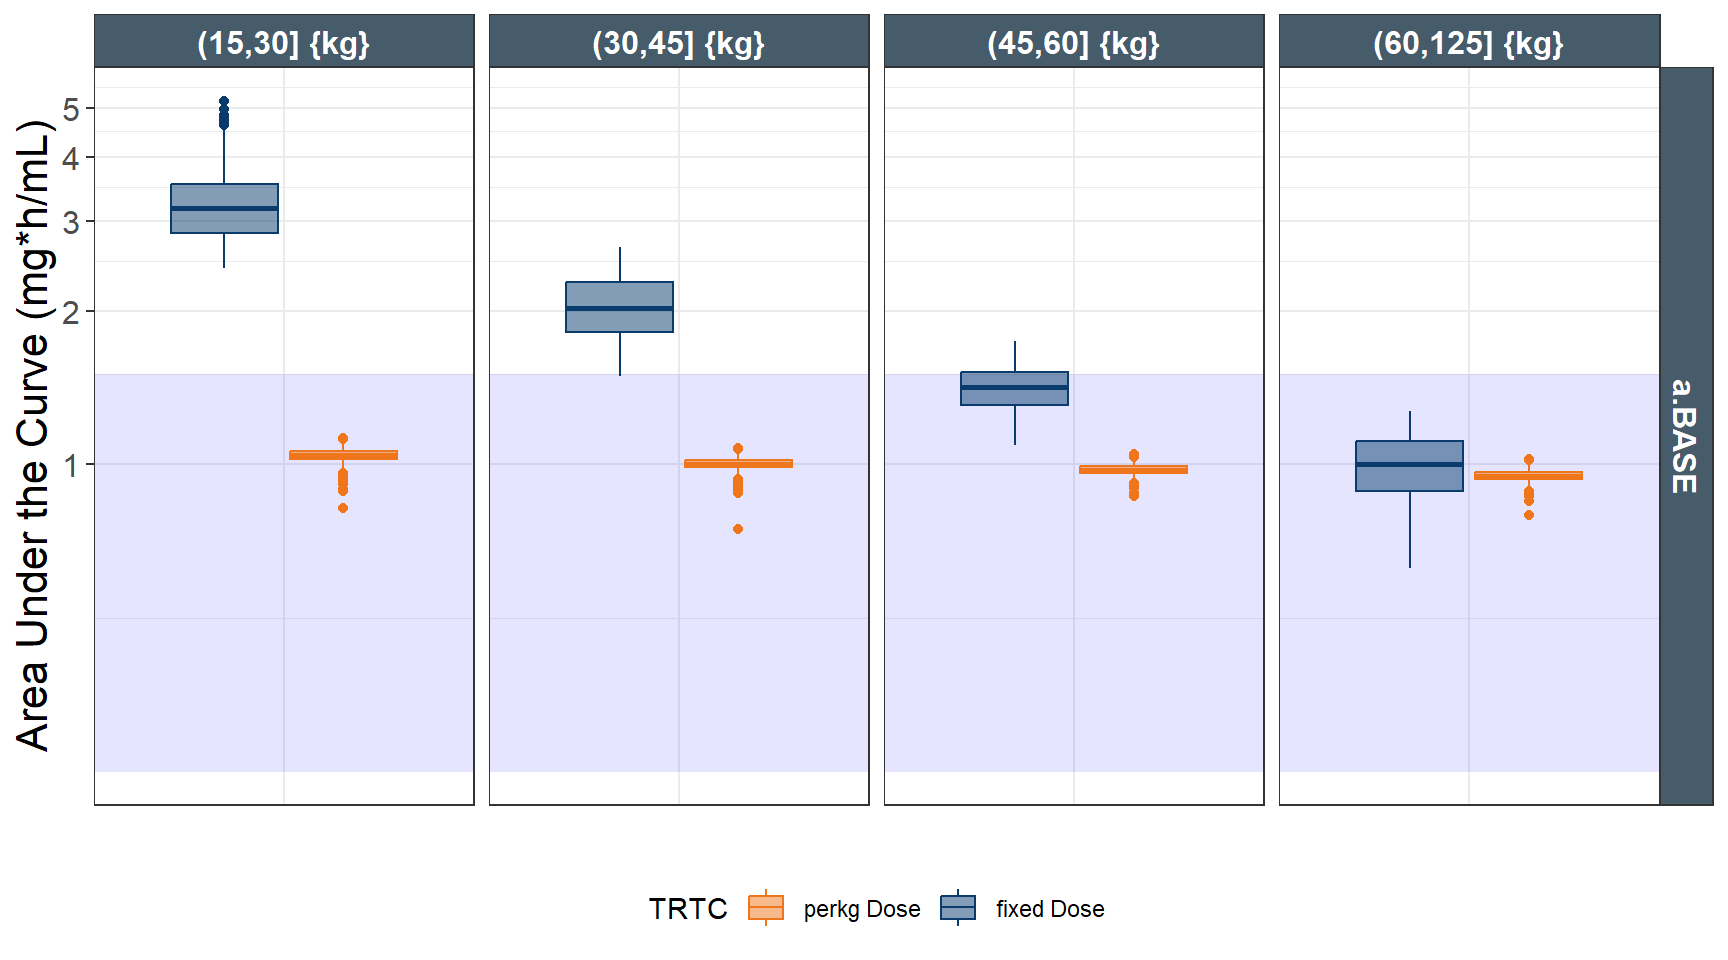 (15,30] {kg}
(30,45] {kg}
(45,60] {kg}
(60,125] {kg}
Area Under the Curve (mg*h/mL)
5
4
3
2
1
a.BASE
TRTC
perkg Dose
fixed Dose